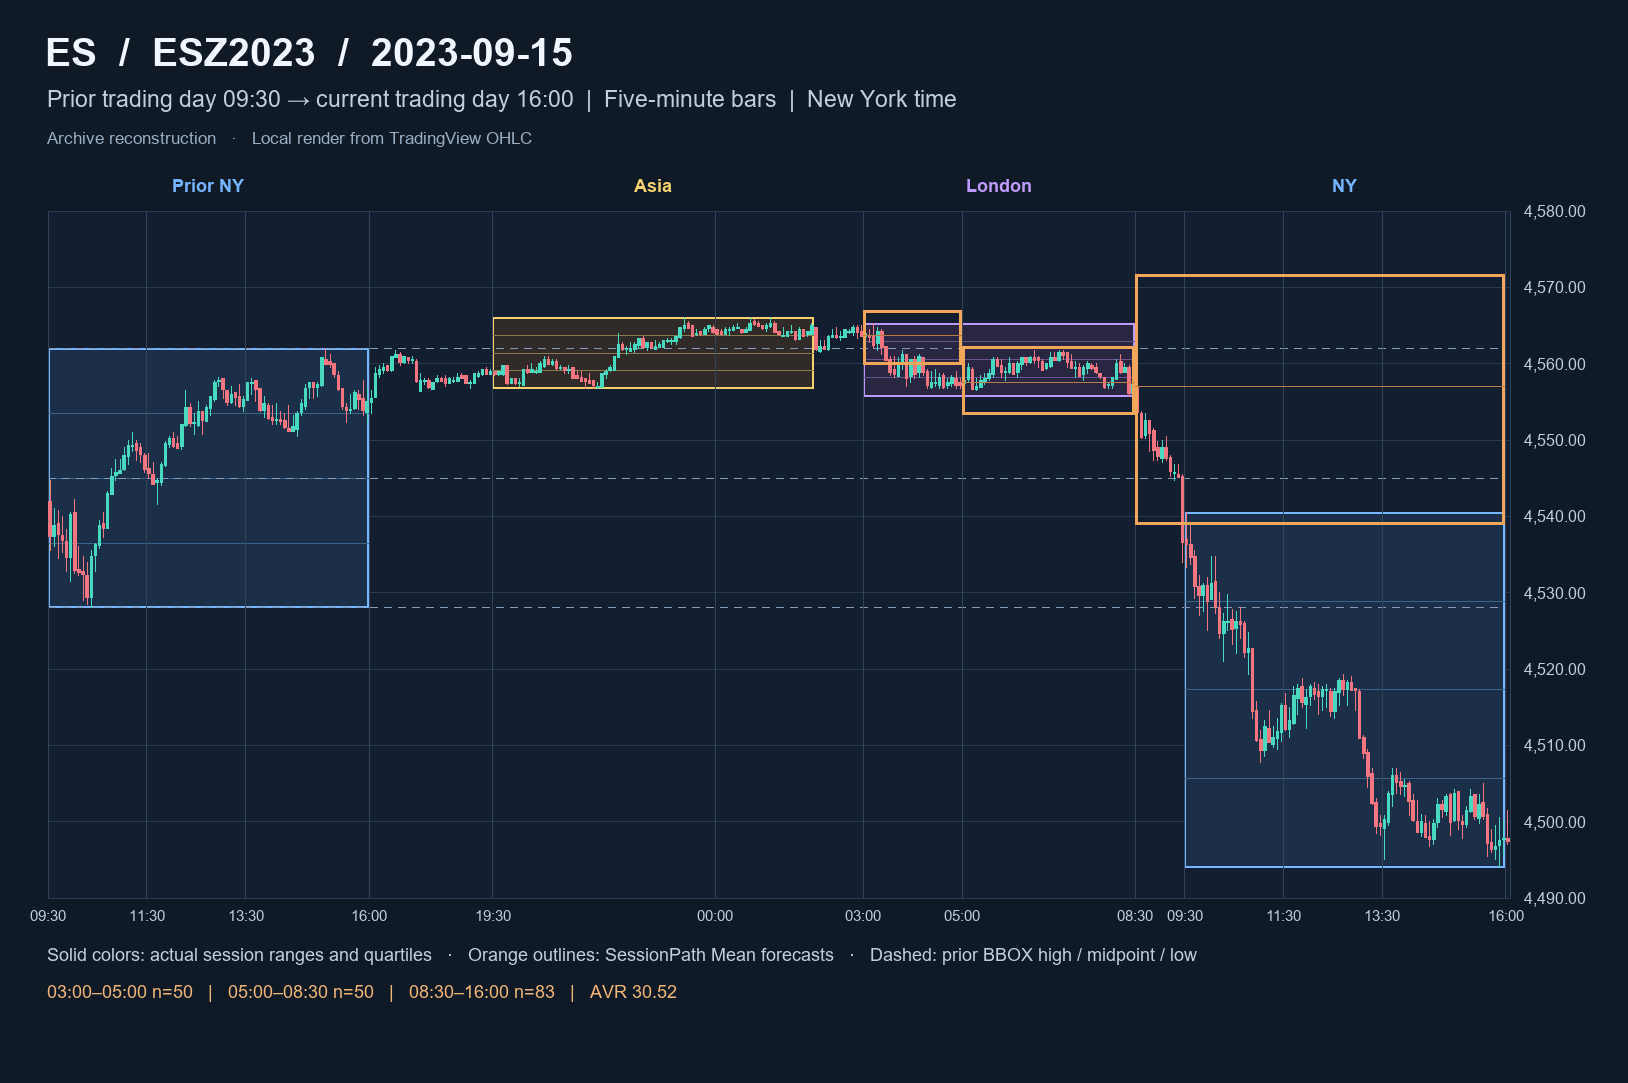 ES / ESZ2023 / 2023-09-15
Prior trading day 09:30 → current trading day 16:00 | Five-minute bars | New York time
Archive reconstruction · Local render from TradingView OHLC
Prior NY Asia London NY
4,580.00
4,570.00
4,560.00
4,550.00
4,540.00
4,530.00
4,520.00
4,510.00
4,500.00
4,490.00
09:30 11:30 13:30 16:00 19:30 00:00 03:00 05:00 08:30 09:30 11:30 13:30 16:00
Solid colors: actual session ranges and quartiles · Orange outlines: SessionPath Mean forecasts · Dashed: prior BBOX high / midpoint / low
03:00–05:00 n=50 | 05:00–08:30 n=50 | 08:30–16:00 n=83 | AVR 30.52